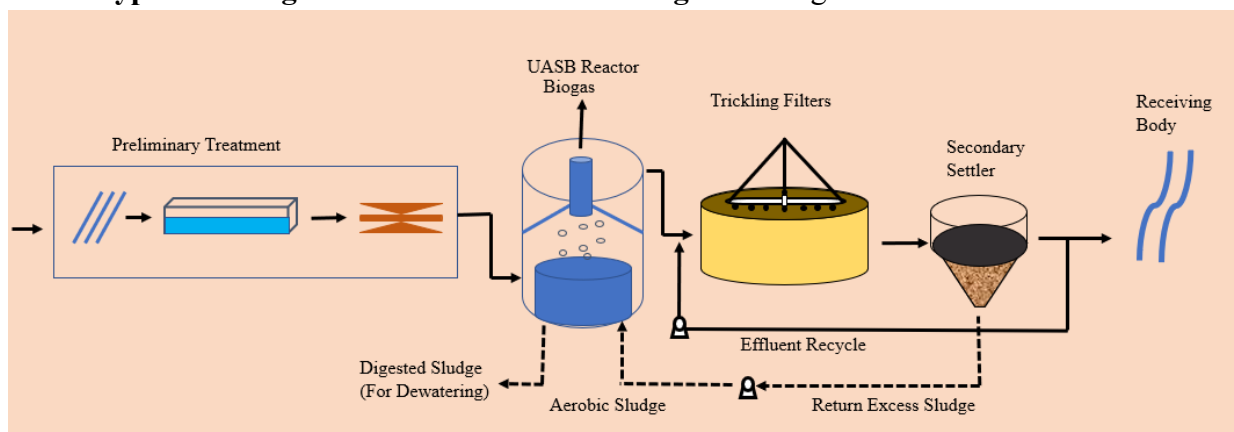 UASB Reactor
Biogas
Trickling Filters
Receiving
Body
Preliminary Treatment
Secondary
Settler
Effluent Recycle
Digested Sludge
(For Dewatering)
Aerobic Sludge
Return Excess Sludge